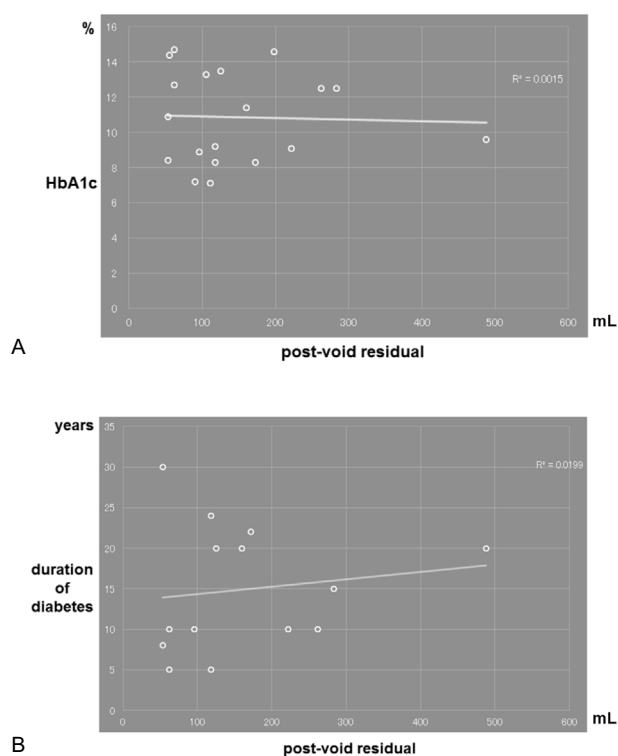 %
16
14
12
10
8
6
4
2
0
R² = 0.0015
HbA1c
0 100 200 300 400 500 600
mL
A
post-void residual
years
35
30
25
20
15
10
5
0
R² = 0.0199
duration
of
diabetes
0 100 200 300 400 500 600
mL
B
post-void residual